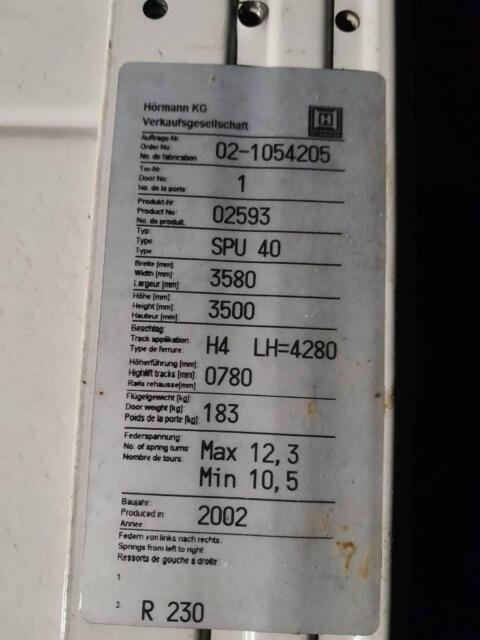 Hörmann KG
Verkaufsgesellschaft
Auftrags-Nr.
Order No.
No. de fabrication
02-1054205
Tor-Nr.
Door No.
No. de la porte
1
Produkt-Nr.
Product No.
No. de produit.
02593
Typ:
Type:
Type
SPU 40
Breite [mm]
Width [mm]
Largeur [mm]
3580
Höhe [mm]
Height [mm]
Hauteur [mm]
3500
Beschlag:
Track applikation:
Type de ferrure:
H4 LH=4280
Höherführung [mm]
Highlift tracks [mm]
Rails rehausse[mm]
0780
Flügelgewicht [kg]
Door weight [kg]
Poids de la porte [kg]
183
Federspannung:
No. of spring turns:
Nombre de tours:
Max 12,3
Min 10,5
Baujahr:
Produced in:
Annee:
2002
Federn von links nach rechts:
Springs from left to right:
Ressorts de gouche a droite:
1.
2. R 230